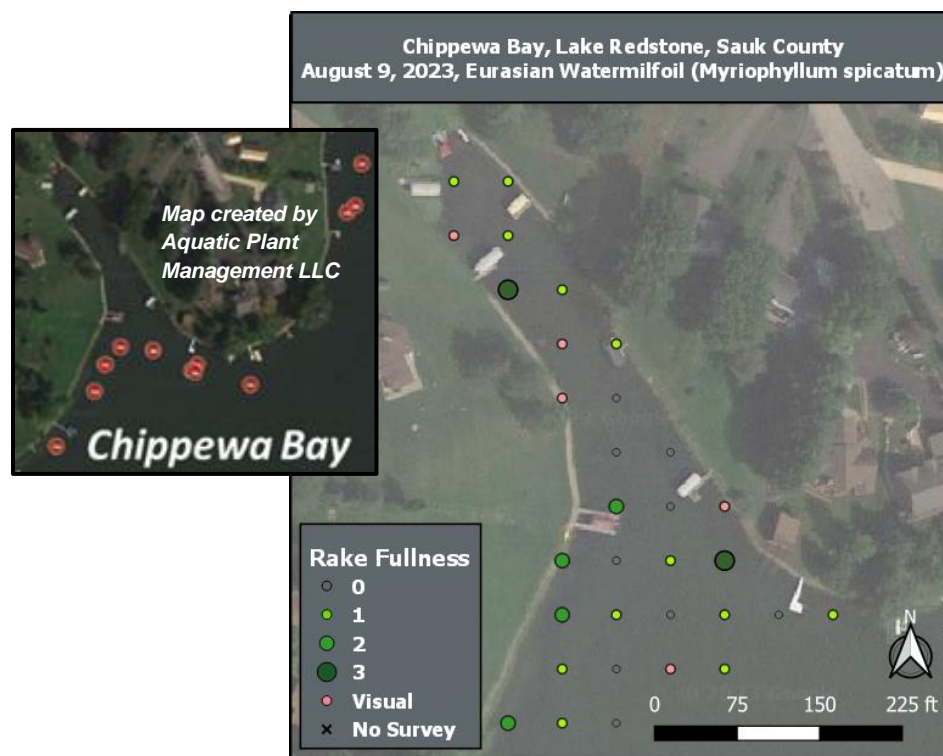 Chippewa Bay, Lake Redstone, Sauk County
August 9, 2023, Eurasian Watermilfoil (Myriophyllum spicatum)
Map created by
Aquatic Plant
Management LLC
Chippewa Bay
Rake Fullness
0
1
2
3
Visual
No Survey
N
0 75 150 225 ft